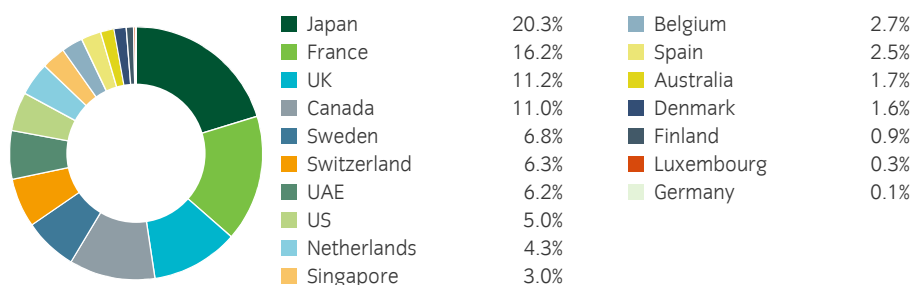 Japan 20.3%
France 16.2%
UK 11.2%
Canada 11.0%
Sweden 6.8%
Switzerland 6.3%
UAE 6.2%
US 5.0%
Netherlands 4.3%
Singapore 3.0%
Belgium 2.7%
Spain 2.5%
Australia 1.7%
Denmark 1.6%
Finland 0.9%
Luxembourg 0.3%
Germany 0.1%